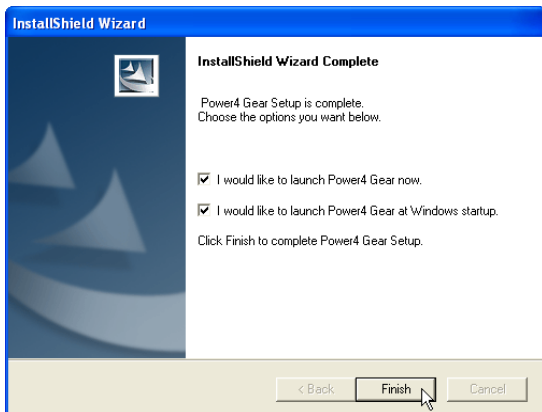 InstallShield Wizard
InstallShield Wizard Complete
Power4 Gear Setup is complete.
Choose the options you want below.
I would like to launch Power4 Gear now.
I would like to launch Power4 Gear at Windows startup.
Click Finish to complete Power4 Gear Setup.
< Back Finish Cancel